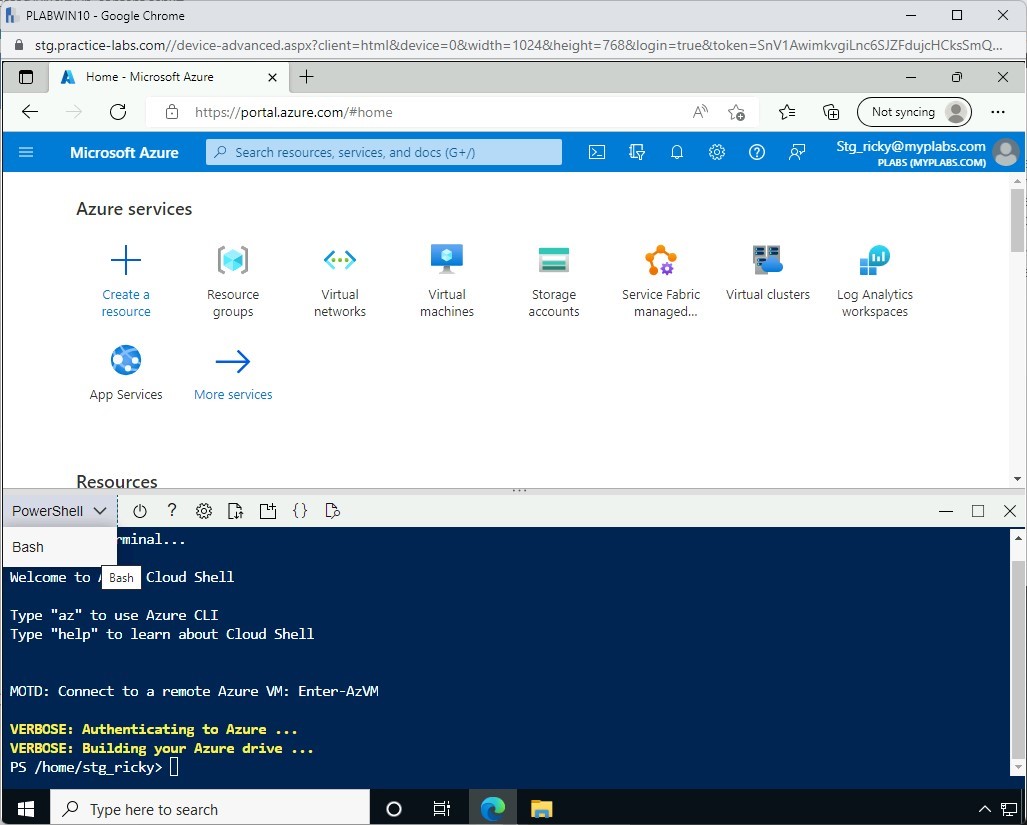 PLABWIN10 - Google Chrome
stg.practice-labs.com//device-advanced.aspx?client=html&device=0&width=1024&height=768&login=true&token=SnV1AwimkvgiLnc6SJZFdujcHCksSmQ...
Home - Microsoft Azure
https://portal.azure.com/#home
Not syncing
Microsoft Azure
Search resources, services, and docs (G+/)
Stg_ricky@myplabs.com
PLABS (MYPLABS.COM)
Azure services
Create a resource
Resource groups
Virtual networks
Virtual machines
Storage accounts
Service Fabric managed...
Virtual clusters
Log Analytics workspaces
App Services
More services
Resources
PowerShell
Bash
rminal...
Welcome to A Cloud Shell
Bash
Type "az" to use Azure CLI
Type "help" to learn about Cloud Shell
MOTD: Connect to a remote Azure VM: Enter-AzVM
VERBOSE: Authenticating to Azure ...
VERBOSE: Building your Azure drive ...
PS /home/stg_ricky>
Type here to search